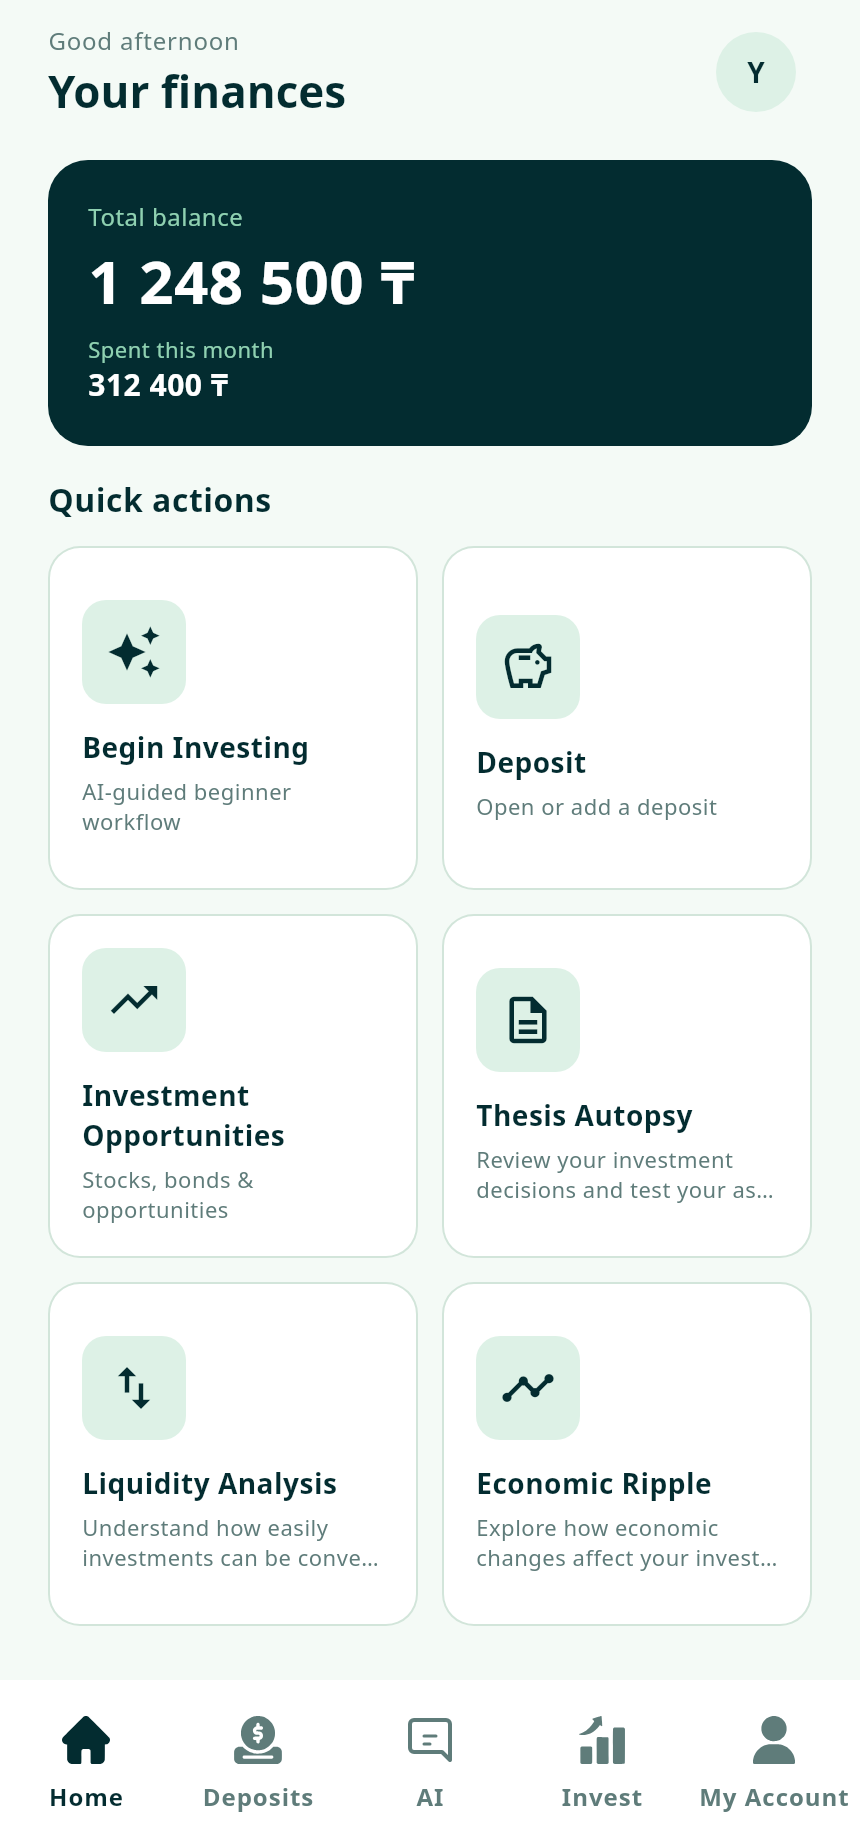 Good afternoon
Your finances
Y
Total balance
1 248 500 ₸
Spent this month
312 400 ₸
Quick actions
Begin Investing
AI-guided beginner
workflow
Deposit
Open or add a deposit
Investment
Opportunities
Stocks, bonds &
opportunities
Thesis Autopsy
Review your investment
decisions and test your as…
Liquidity Analysis
Understand how easily
investments can be conve…
Economic Ripple
Explore how economic
changes affect your invest…
Home
Deposits
AI
Invest
My Account